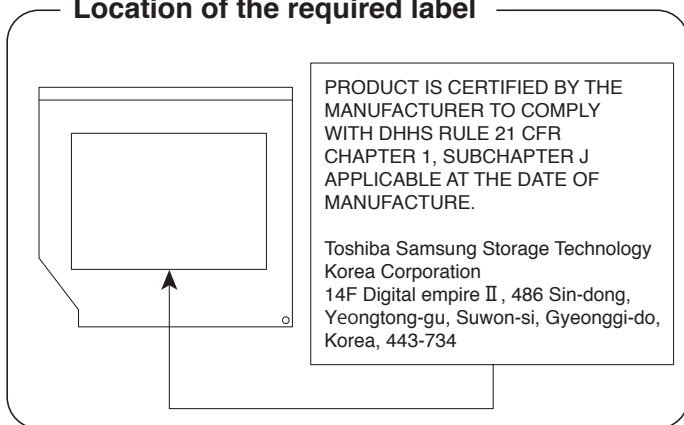 Location of the required label
PRODUCT IS CERTIFIED BY THE
MANUFACTURER TO COMPLY
WITH DHHS RULE 21 CFR
CHAPTER 1, SUBCHAPTER J
APPLICABLE AT THE DATE OF
MANUFACTURE.
Toshiba Samsung Storage Technology
Korea Corporation
14F Digital empire Ⅱ, 486 Sin-dong,
Yeongtong-gu, Suwon-si, Gyeonggi-do,
Korea, 443-734